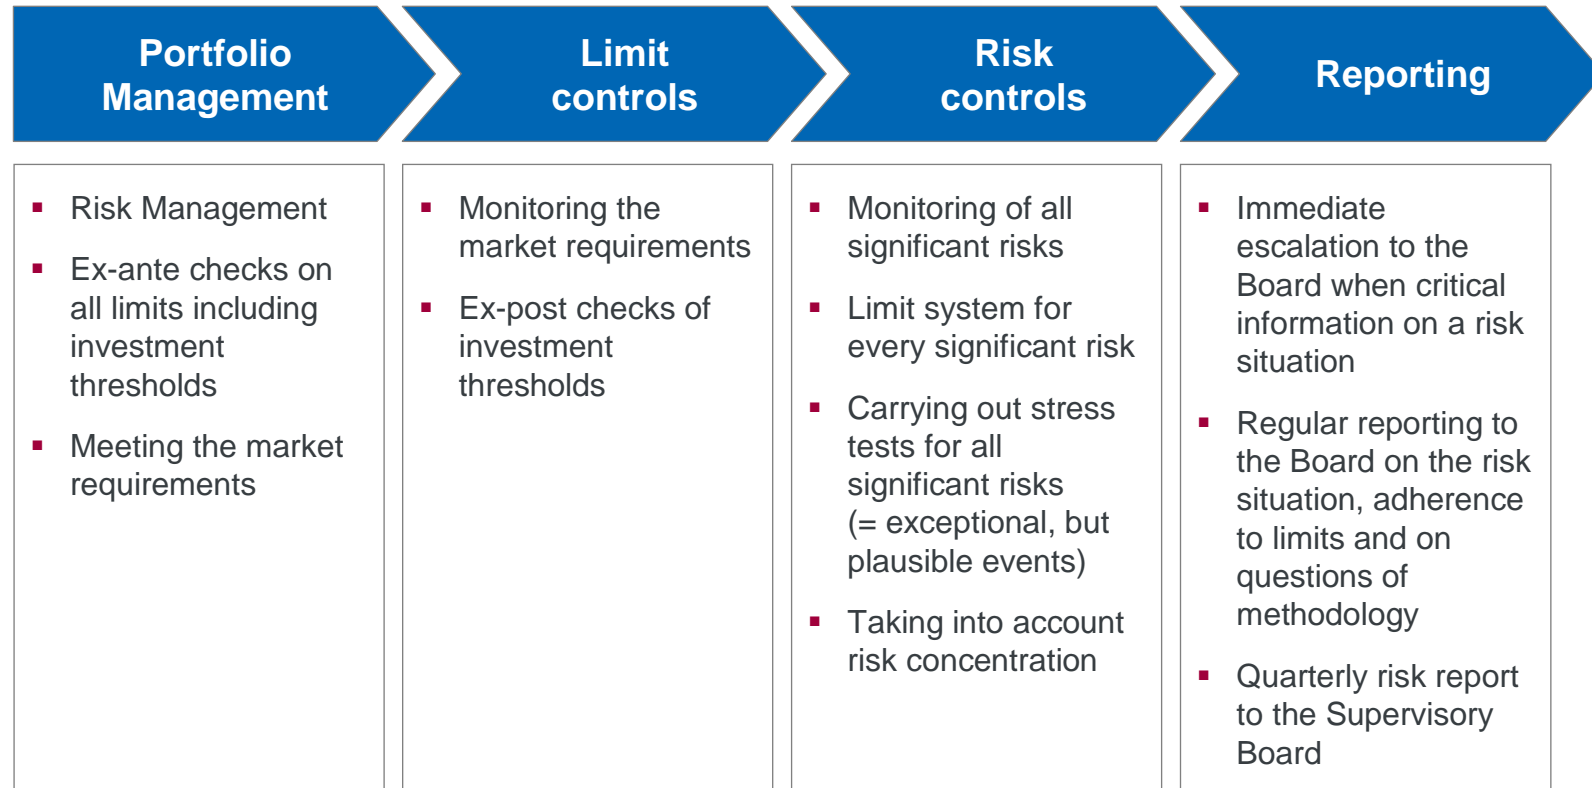 Portfolio
Management
Limit
controls
Risk
controls
Reporting
▪ Risk Management
▪ Ex-ante checks on
all limits including
investment
thresholds
▪ Meeting the market
requirements
▪ Monitoring the
market requirements
▪ Ex-post checks of
investment
thresholds
▪ Monitoring of all
significant risks
▪ Limit system for
every significant risk
▪ Carrying out stress
tests for all
significant risks
(= exceptional, but
plausible events)
▪ Taking into account
risk concentration
▪ Immediate
escalation to the
Board when critical
information on a risk
situation
▪ Regular reporting to
the Board on the risk
situation, adherence
to limits and on
questions of
methodology
▪ Quarterly risk report
to the Supervisory
Board